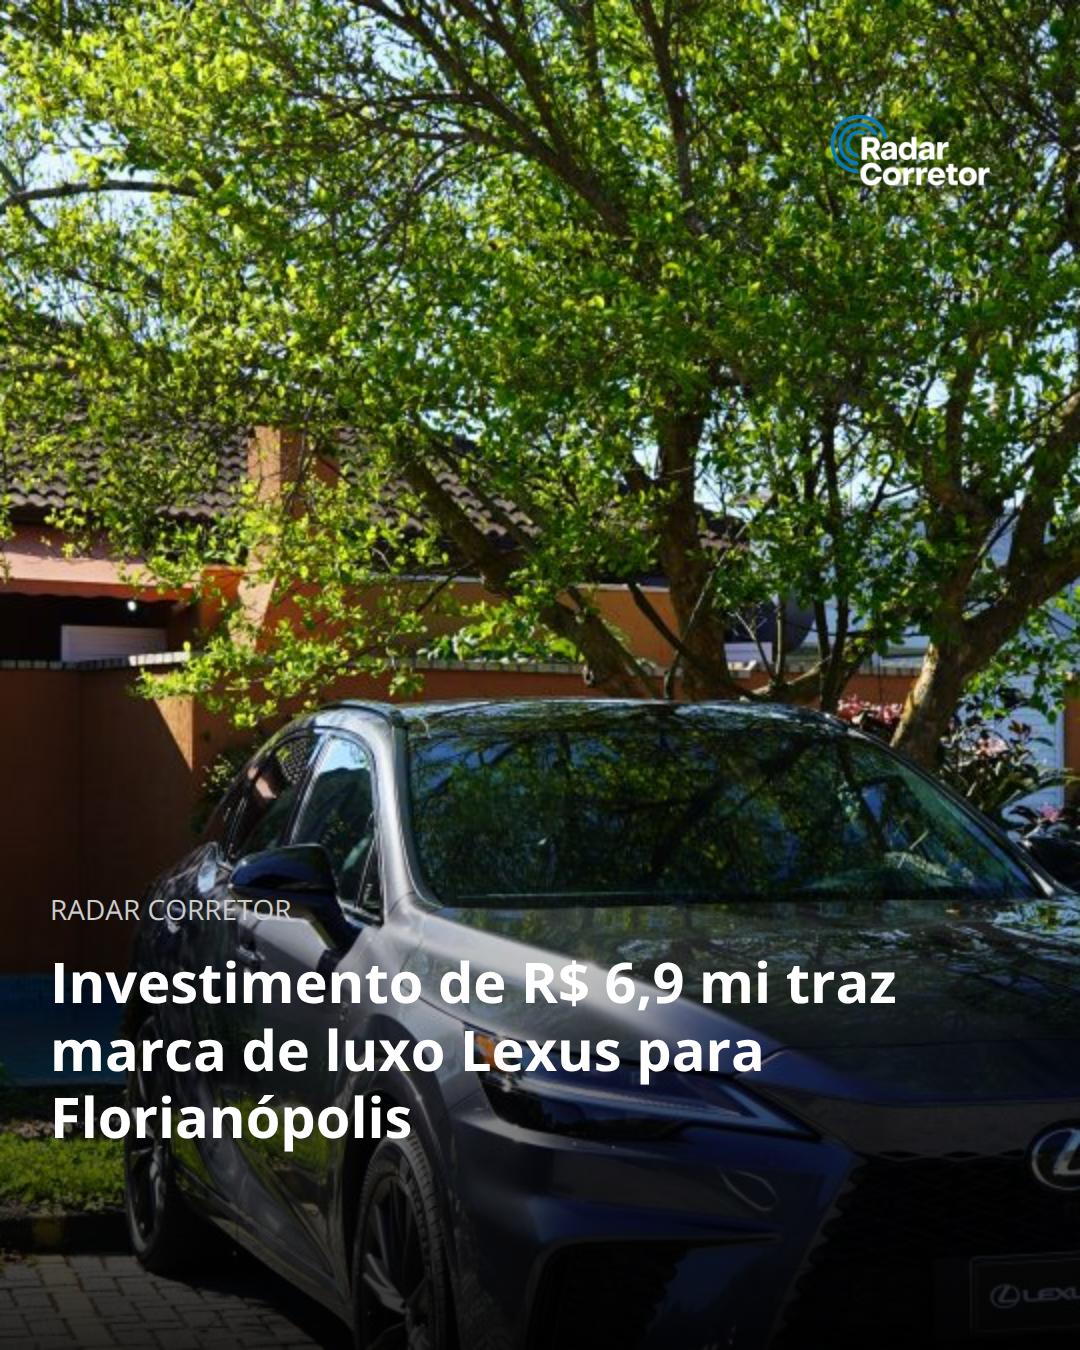 Radar
Corretor
RADAR CORRETOR
Investimento de R$ 6,9 mi traz
marca de luxo Lexus para
Florianópolis